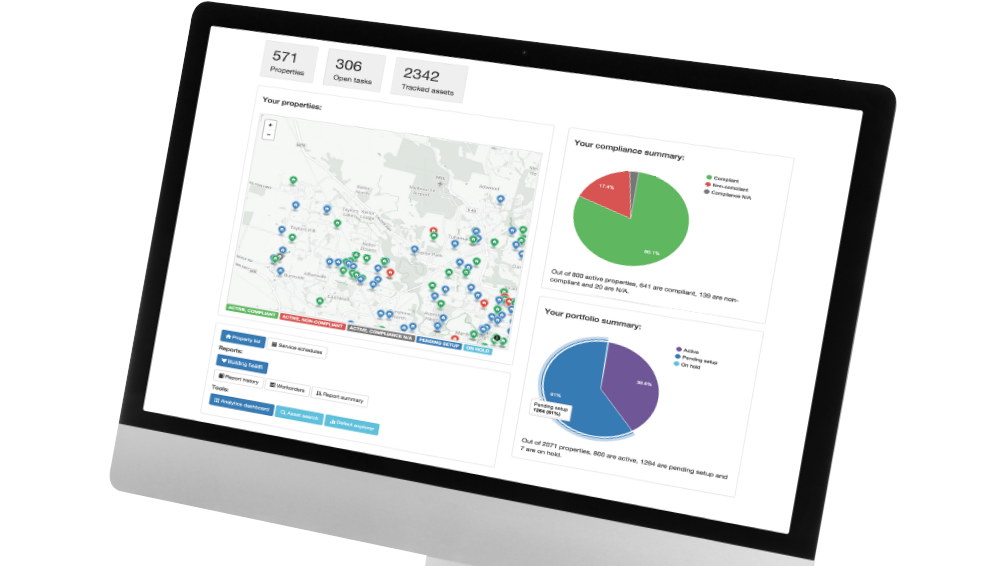 571
Properties
306
Open tasks
2342
Tracked assets
Your properties:
+
−
ACTIVE, COMPLIANT
ACTIVE, NON-COMPLIANT
ACTIVE, COMPLIANCE N/A
PENDING SETUP
ON HOLD
Property list
Service schedules
Reports:
Building health
Report history
Workorders
Report summary
Tools:
Analytics dashboard
Asset search
Defect explorer
Your compliance summary:
Compliant
Non-compliant
Compliance N/A
17.4%
80.1%
Out of 800 active properties, 641 are compliant, 139 are non-
compliant and 20 are N/A.
Your portfolio summary:
Active
Pending setup
On hold
38.6%
61%
Pending setup
1264 (61%)
Out of 2071 properties, 800 are active, 1264 are pending setup and
7 are on hold.